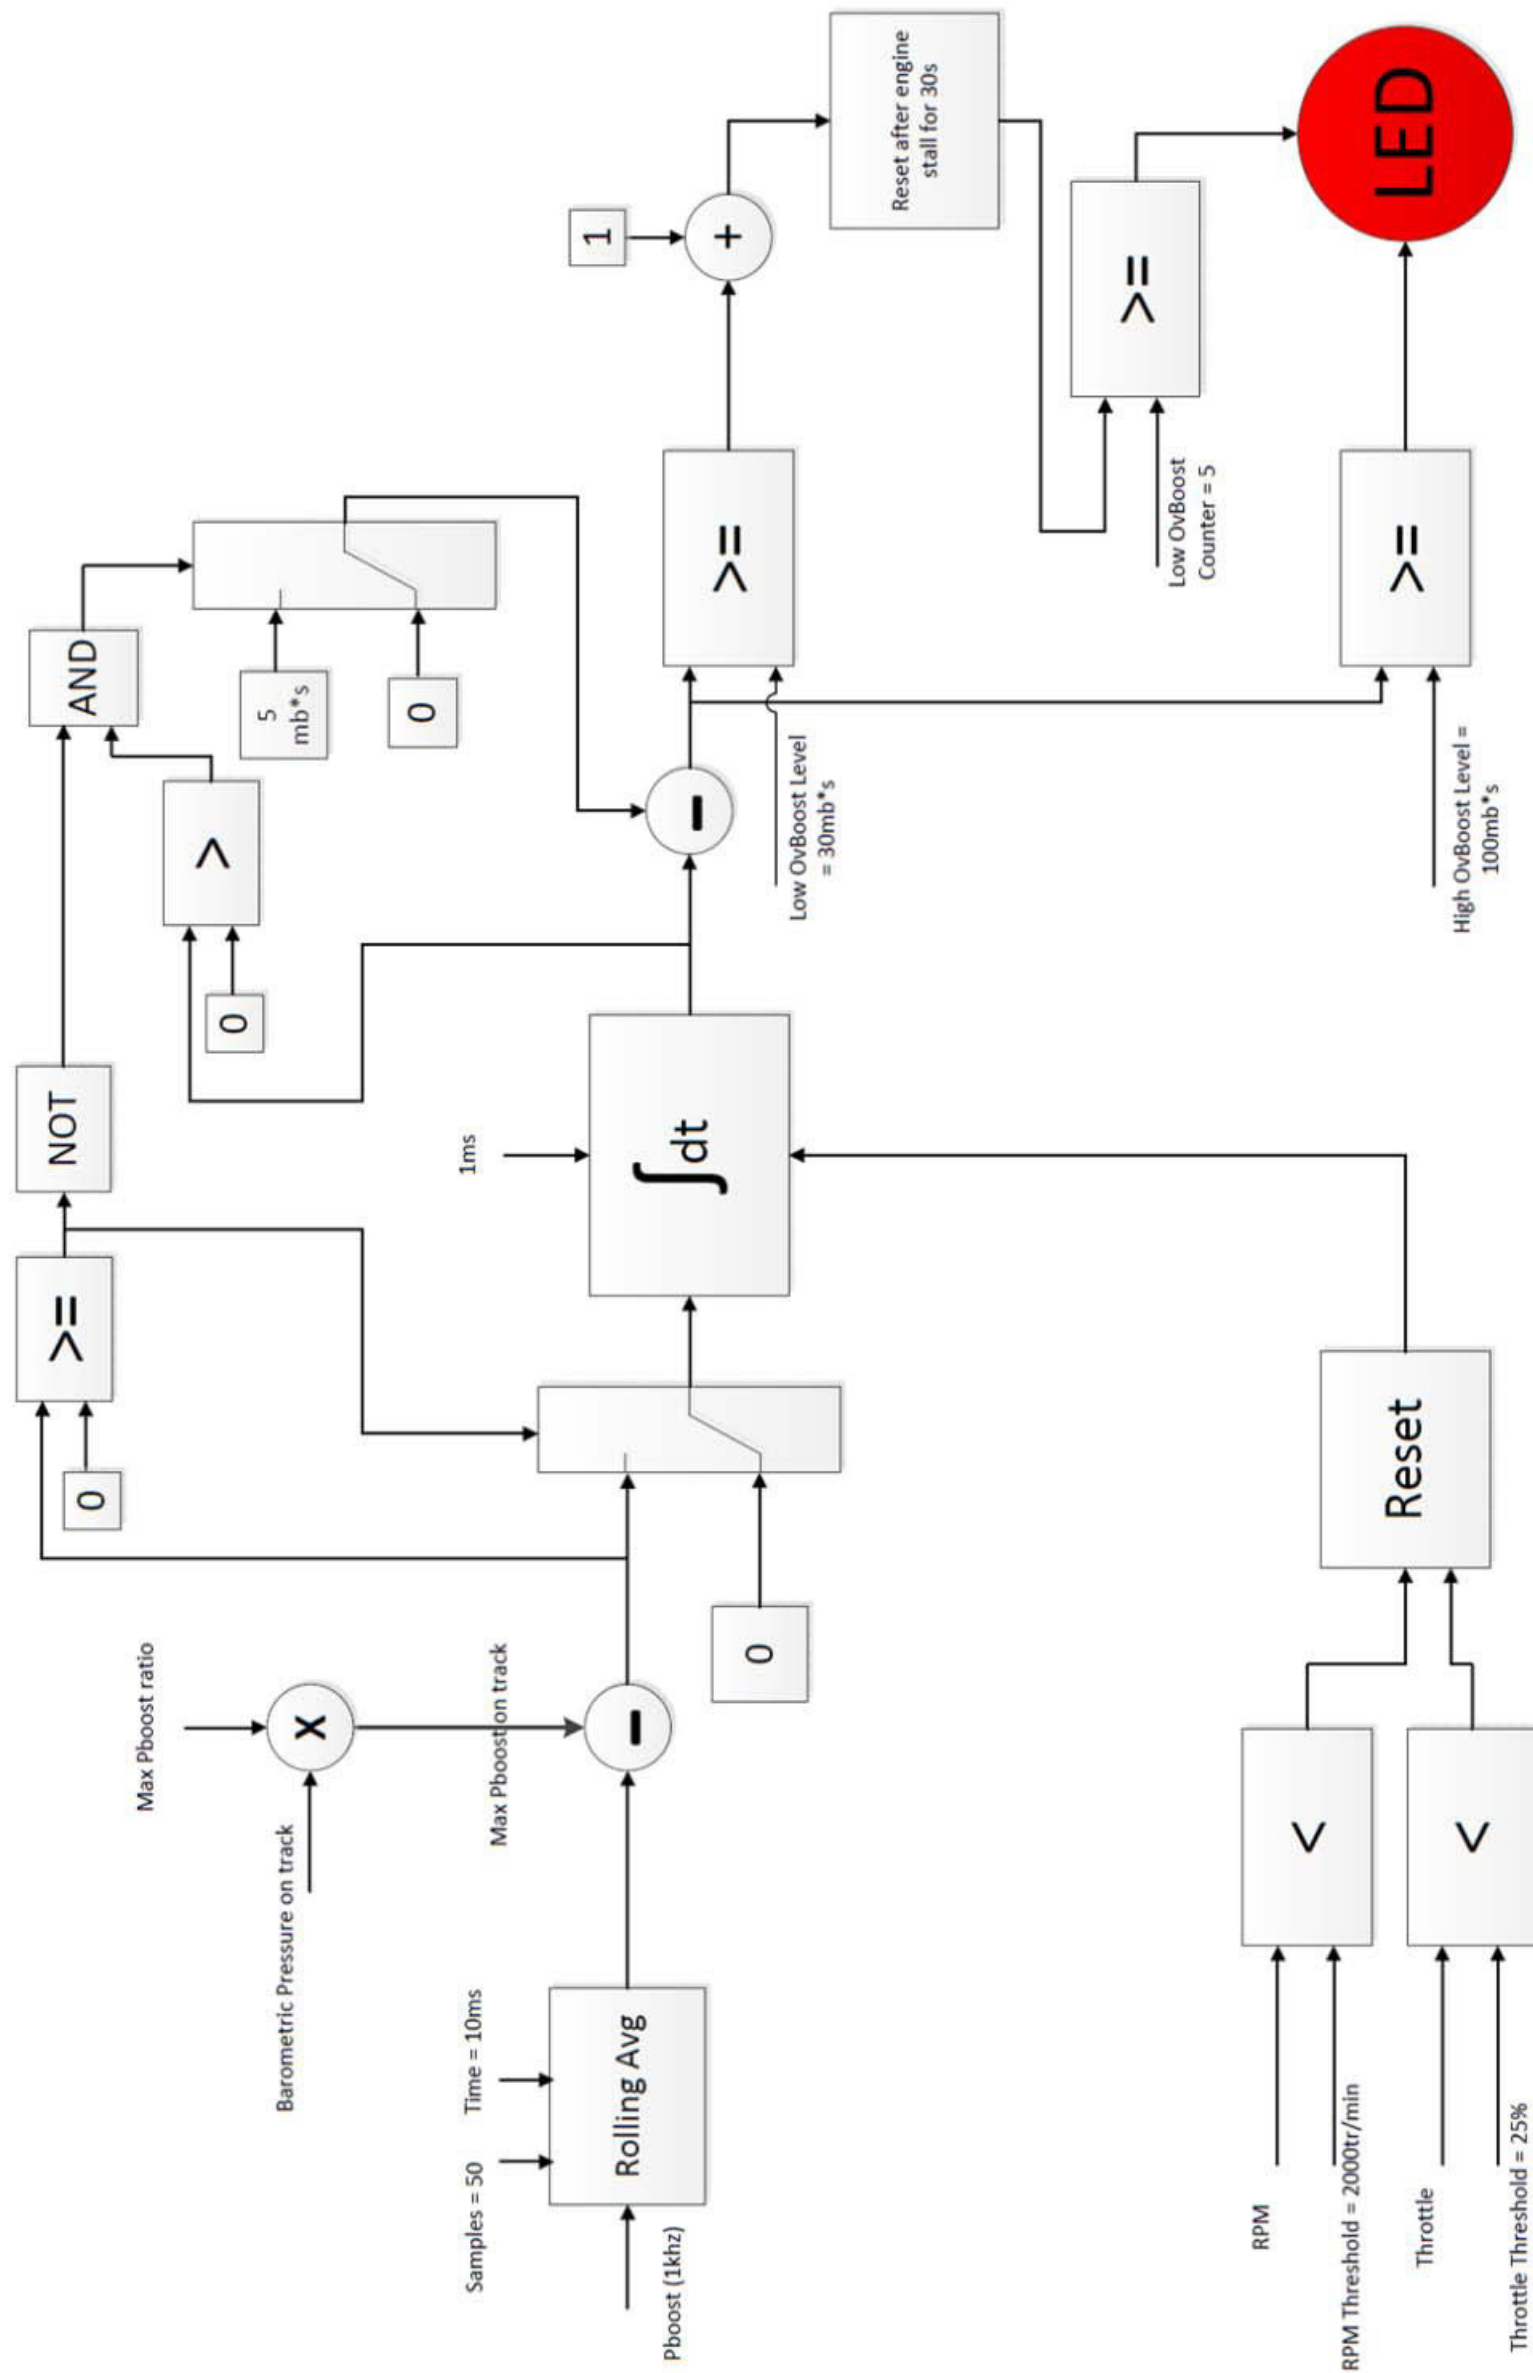 Max Pboost ratio
Barometric Pressure on track
x
Max Pboost on track
Samples = 50
Time = 10ms
Pboost (1khz)
Rolling Avg
-
0
>=
0
NOT
0
>
AND
5
mb*s
0
1ms
∫dt
-
Low OvBoost Level
= 30mb*s
>=
1
+
Reset after engine
stall for 30s
Low OvBoost
Counter = 5
>=
High OvBoost Level =
100mb*s
>=
LED
RPM
RPM Threshold = 2000tr/min
<
Throttle
Throttle Threshold = 25%
<
Reset